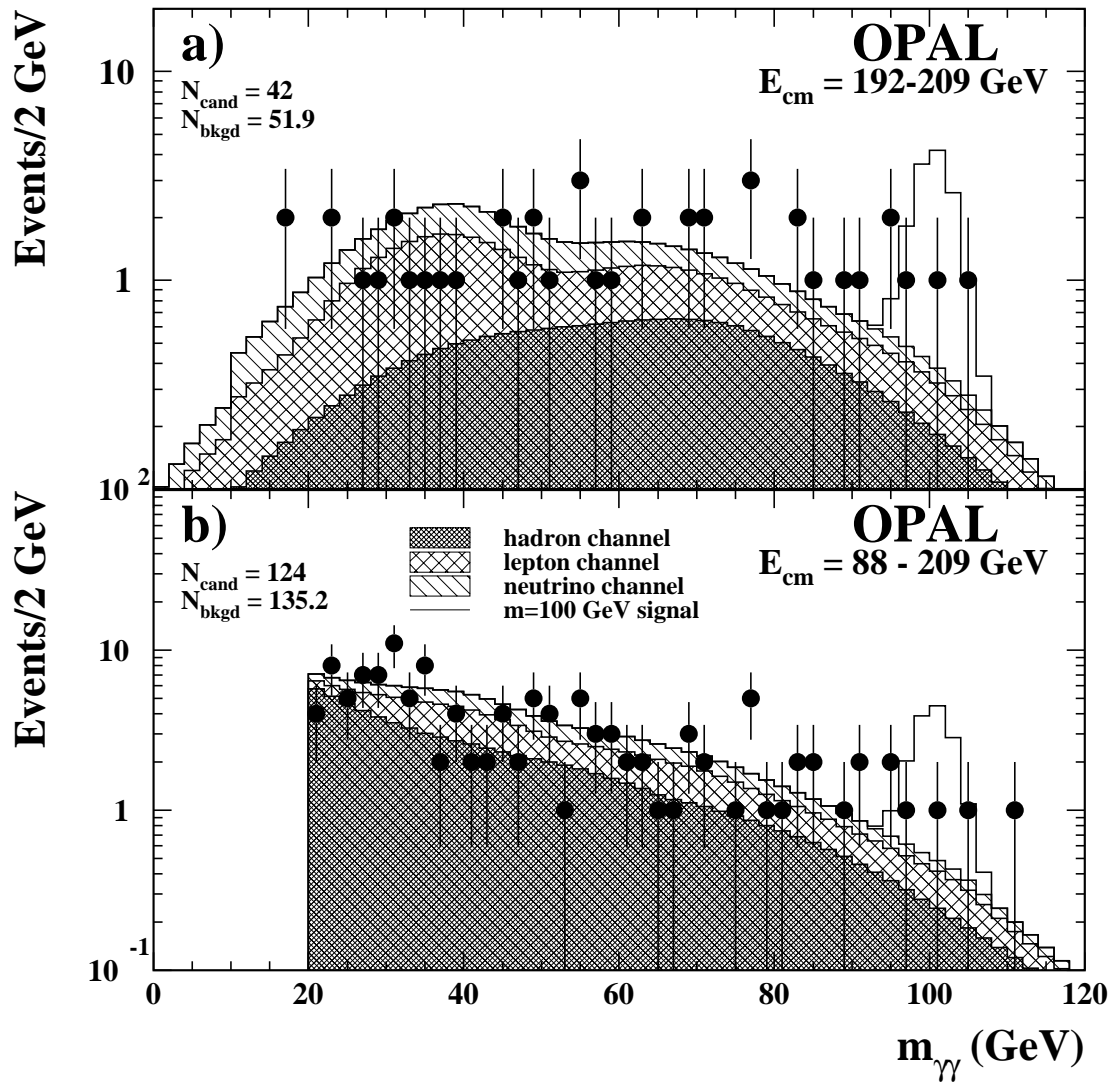 a)
OPAL
E_cm = 192-209 GeV
N_cand = 42
N_bkgd = 51.9
Events/2 GeV
10
1
10 2
b)
OPAL
E_cm = 88 - 209 GeV
N_cand = 124
N_bkgd = 135.2
hadron channel
lepton channel
neutrino channel
m=100 GeV signal
Events/2 GeV
10
1
10 -1
0 20 40 60 80 100 120
m_γγ (GeV)